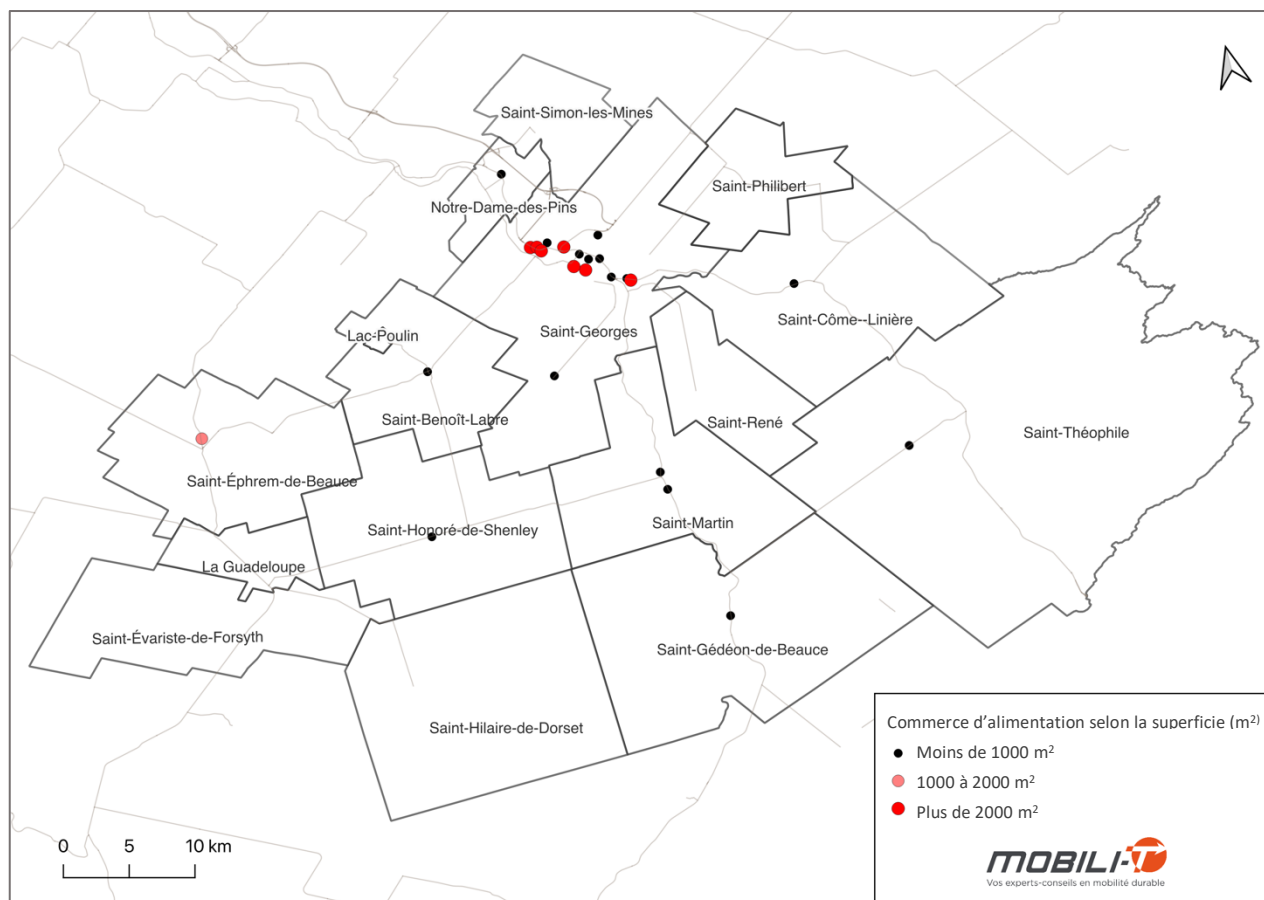 Saint-Simon-les-Mines
Saint-Philibert
Notre-Dame-des-Pins
Saint-Côme--Linière
Saint-Georges
Lac-Poulin
Saint-Benoît-Labre
Saint-René
Saint-Théophile
Saint-Éphrem-de-Beauce
Saint-Martin
Saint-Honoré-de-Shenley
La Guadeloupe
Saint-Évariste-de-Forsyth
Saint-Gédéon-de-Beauce
Saint-Hilaire-de-Dorset
Commerce d'alimentation selon la superficie (m²)
Moins de 1000 m²
1000 à 2000 m²
Plus de 2000 m²
0 5 10 km
MOBILI-T
Vos experts-conseils en mobilité durable